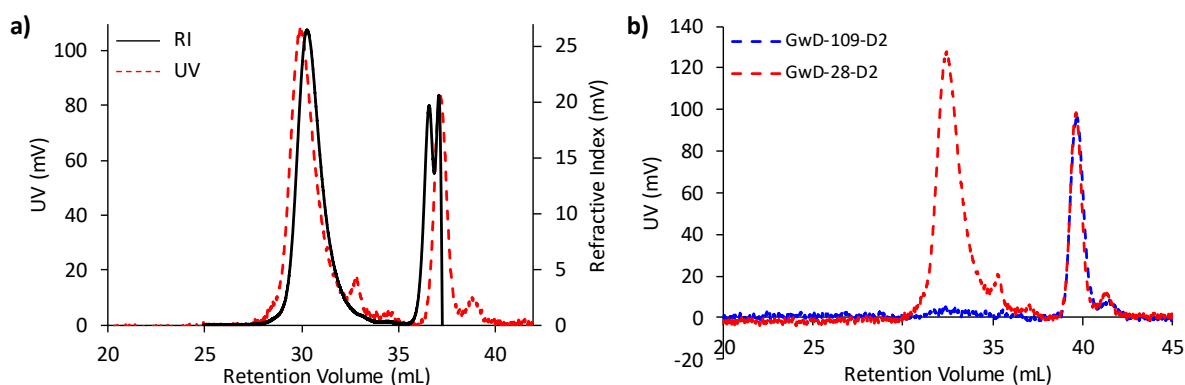 a)
RI
UV
UV (mV)
100
80
60
40
20
0
Refractive Index (mV)
25
20
15
10
5
0
20 25 30 35 40
Retention Volume (mL)
b)
GwD-109-D2
GwD-28-D2
UV (mV)
140
120
100
80
60
40
20
0
-20
20 25 30 35 40 45
Retention Volume (mL)